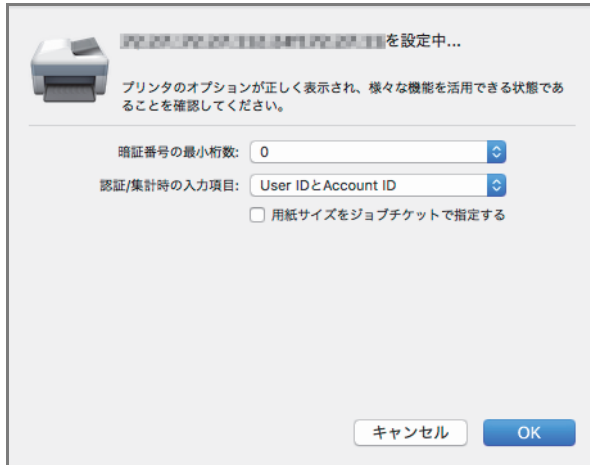 を設定中...
プリンタのオプションが正しく表示され、様々な機能を活用できる状態であ
ることを確認してください。
暗証番号の最小桁数: 0
認証/集計時の入力項目: User IDとAccount ID
用紙サイズをジョブチケットで指定する
キャンセル OK